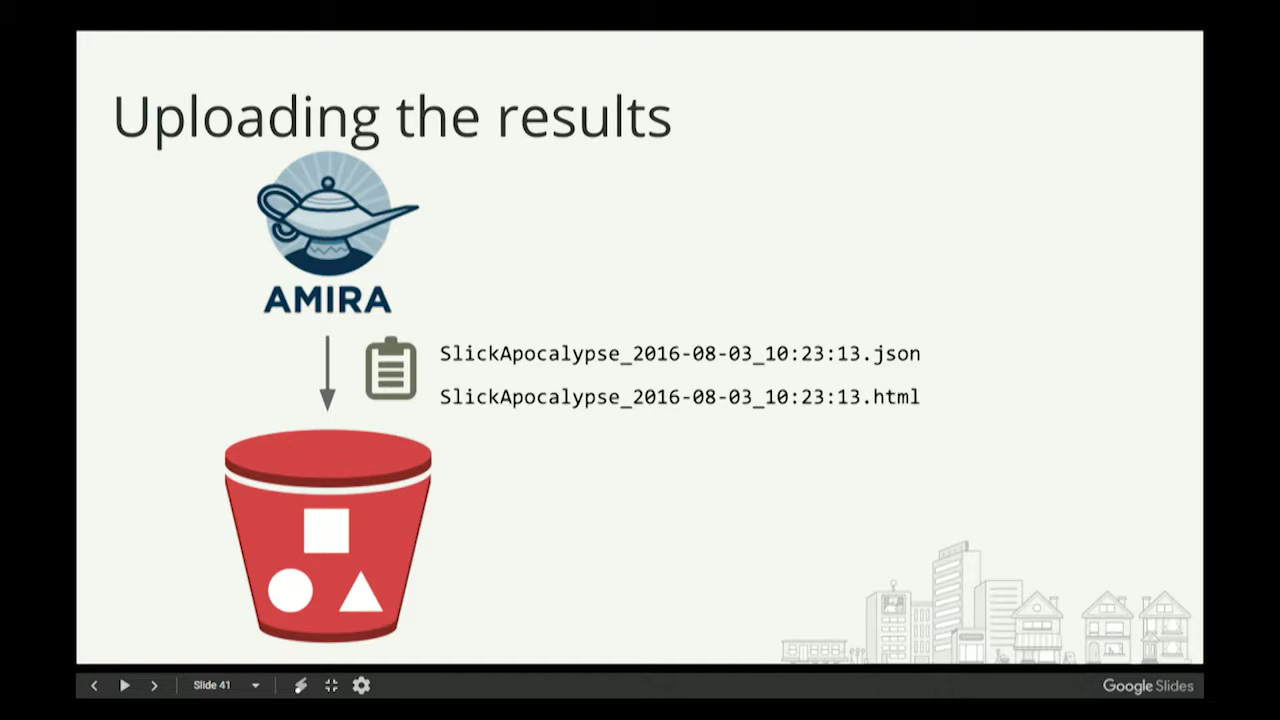 Uploading the results
AMIRA
SlickApocalypse_2016-08-03_10:23:13.json
SlickApocalypse_2016-08-03_10:23:13.html
Slide 41
Google Slides